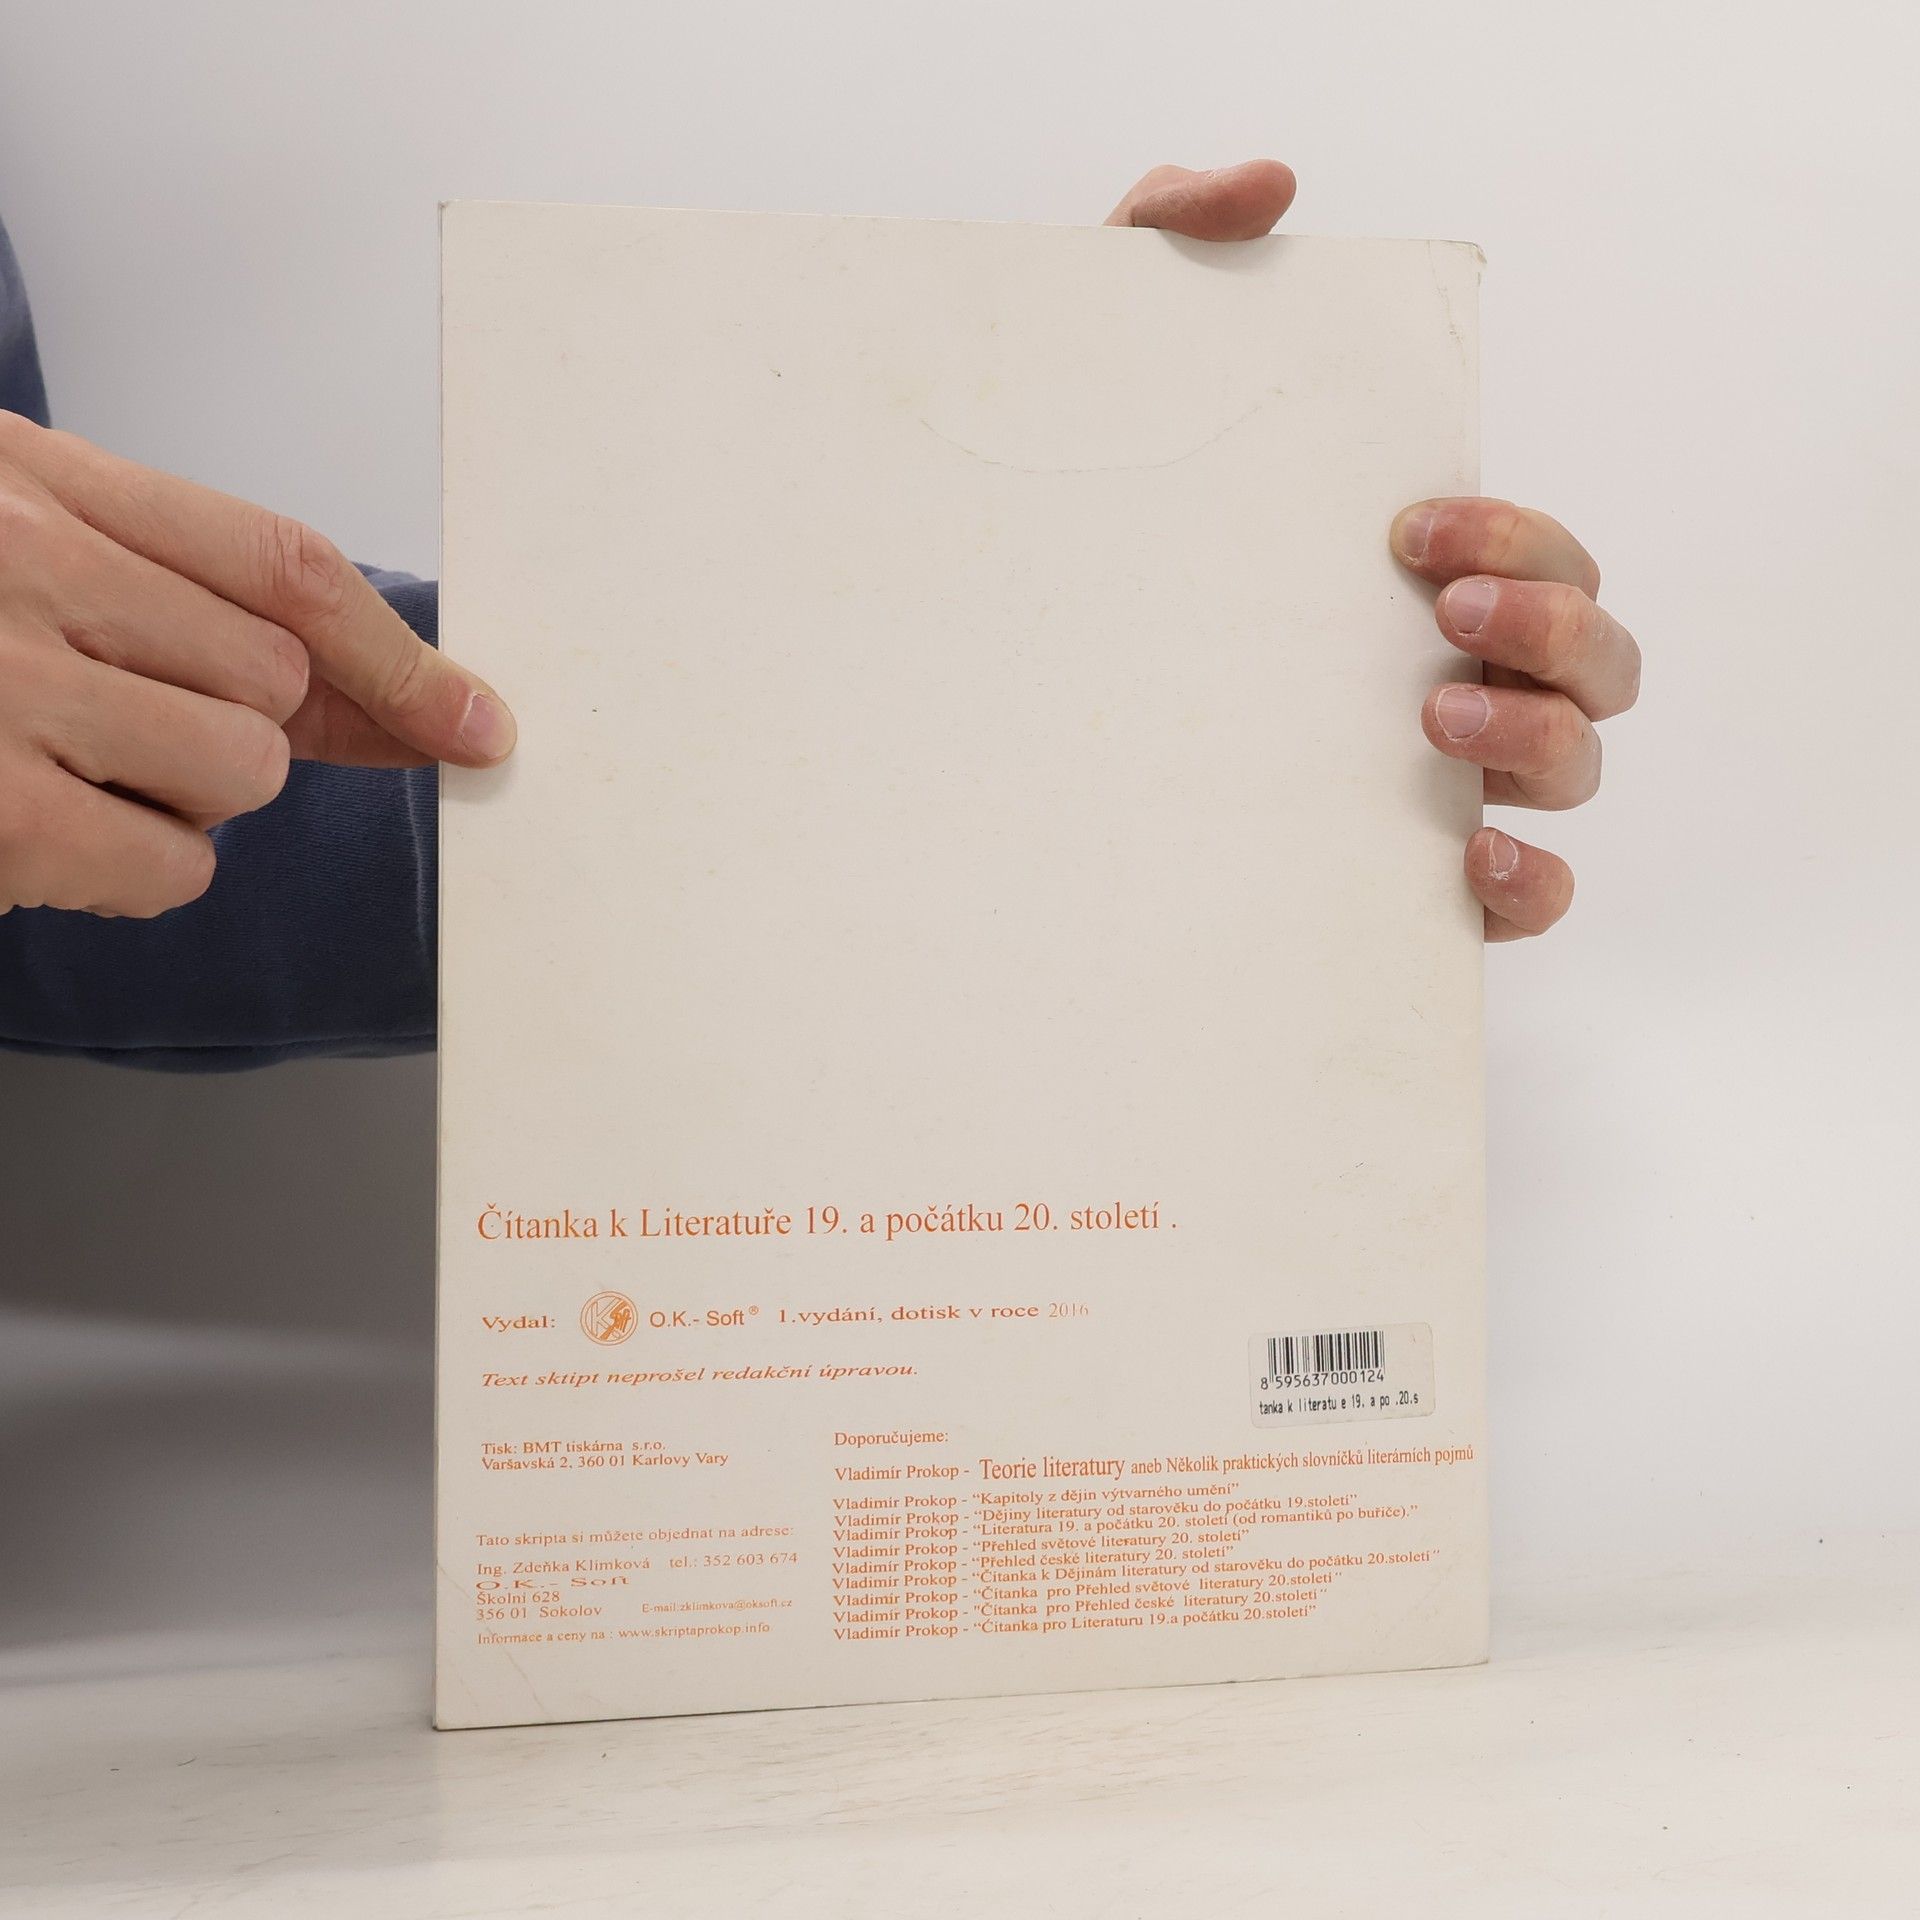 Čítanka k Literatuře 19. a počátku 20. století .
Vydal: O.K.- Soft ® 1.vydání, dotisk v roce 2016
Text sktipt neprošel redakční úpravou.
8 595637000124
tanka k literatu e 19. a po .20.s
Tisk: BMT tiskárna s.r.o.
Varšavská 2, 360 01 Karlovy Vary
Tato skripta si můžete objednat na adrese:
Ing. Zdeňka Klímková tel.: 352 603 674
O.K.- Soft
Školní 628
356 01 Sokolov E-mail:zklimkova@oksoft.cz
Informace a ceny na : www.skriptaprokop.info
Doporučujeme:
Vladimír Prokop - Teorie literatury aneb Několik praktických slovníčků literárních pojmů
Vladimír Prokop - “Kapitoly z dějin výtvarného umění”
Vladimír Prokop - “Dějiny literatury od starověku do počátku 19.století”
Vladimír Prokop - “Literatura 19. a počátku 20. století (od romantiků po buřiče).”
Vladimír Prokop - “Přehled světové literatury 20. století”
Vladimír Prokop - “Přehled české literatury 20. století”
Vladimír Prokop - “Čítanka k Dějinám literatury od starověku do počátku 20.století”
Vladimír Prokop - “Čítanka pro Přehled světové literatury 20.století”
Vladimír Prokop - "Čítanka pro Přehled české literatury 20.století"
Vladimír Prokop - “Čítanka pro Literaturu 19.a počátku 20.století”